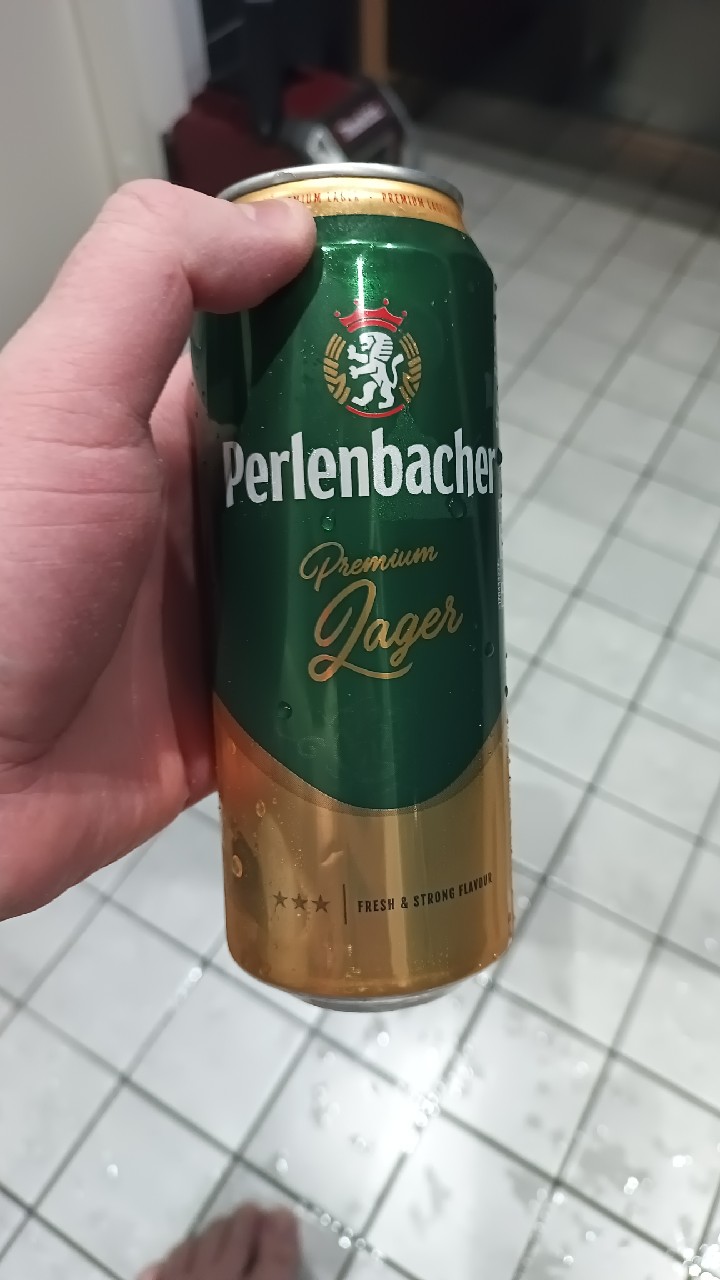 PREMIUM LAGER
Perlenbacher
Premium
Lager
★★★ | FRESH & STRONG FLAVOUR